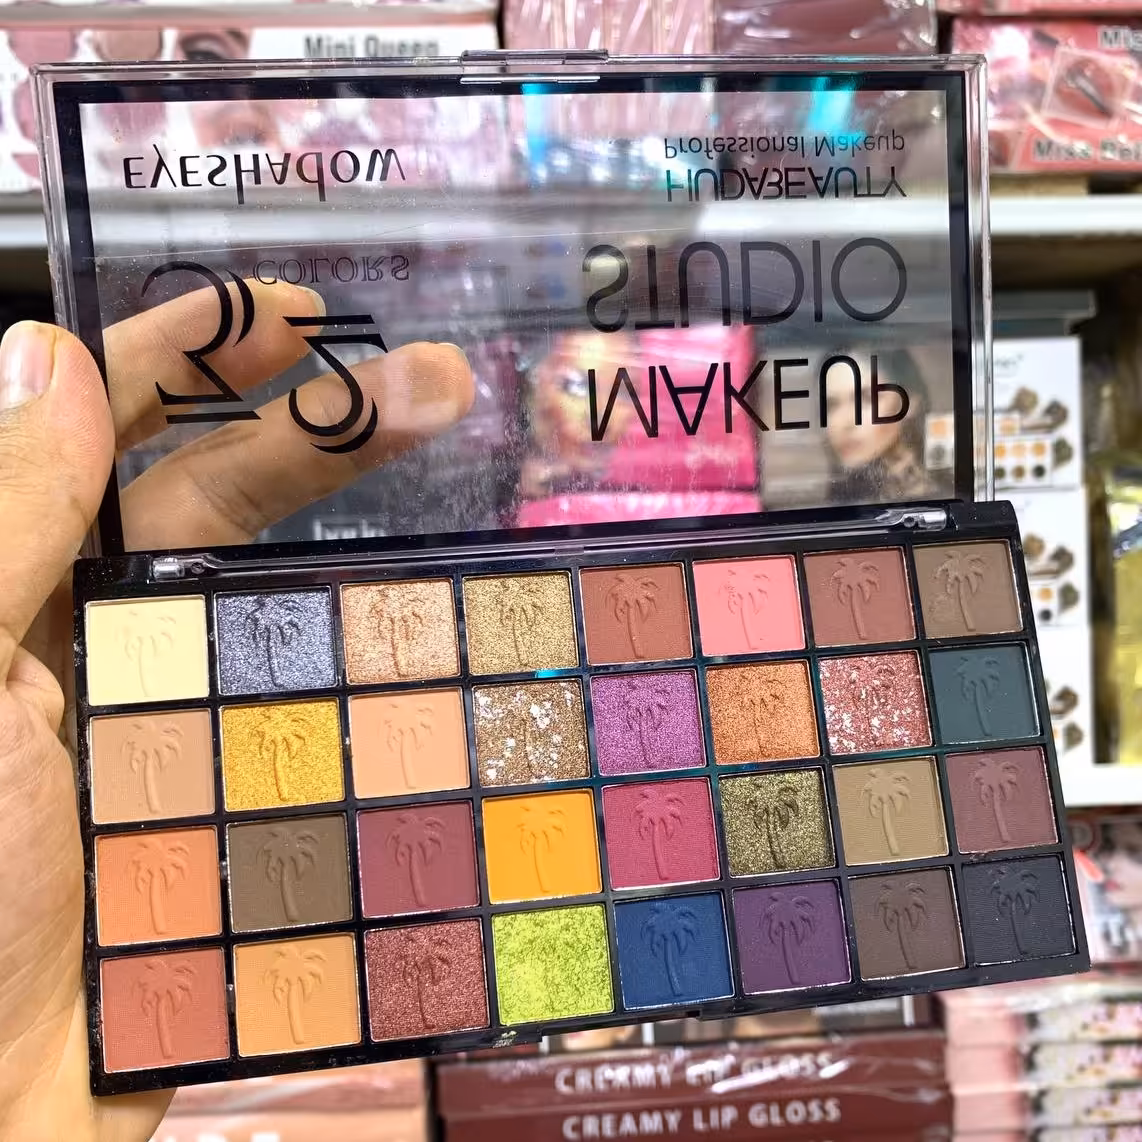 Mini Queen
EYESHADOW
32
COLORS
Professional Makeup
HUDABEAUTY
STUDIO
MAKEUP
CREAMY LIP GLOSS
CREAMY LIP GLOSS